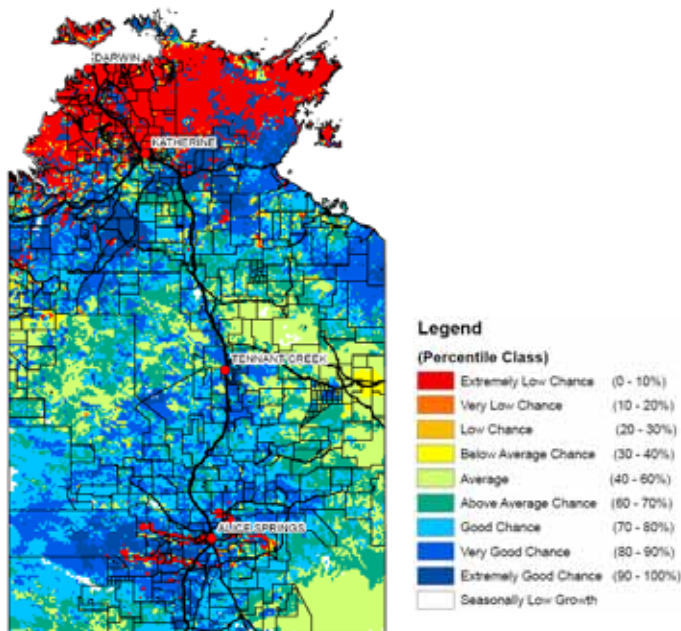 DARWIN
KATHERINE
TENNANT CREEK
ALICE SPRINGS
Legend
(Percentile Class)
Extremely Low Chance (0 - 10%)
Very Low Chance (10 - 20%)
Low Chance (20 - 30%)
Below Average Chance (30 - 40%)
Average (40 - 60%)
Above Average Chance (60 - 70%)
Good Chance (70 - 80%)
Very Good Chance (80 - 90%)
Extremely Good Chance (90 - 100%)
Seasonally Low Growth